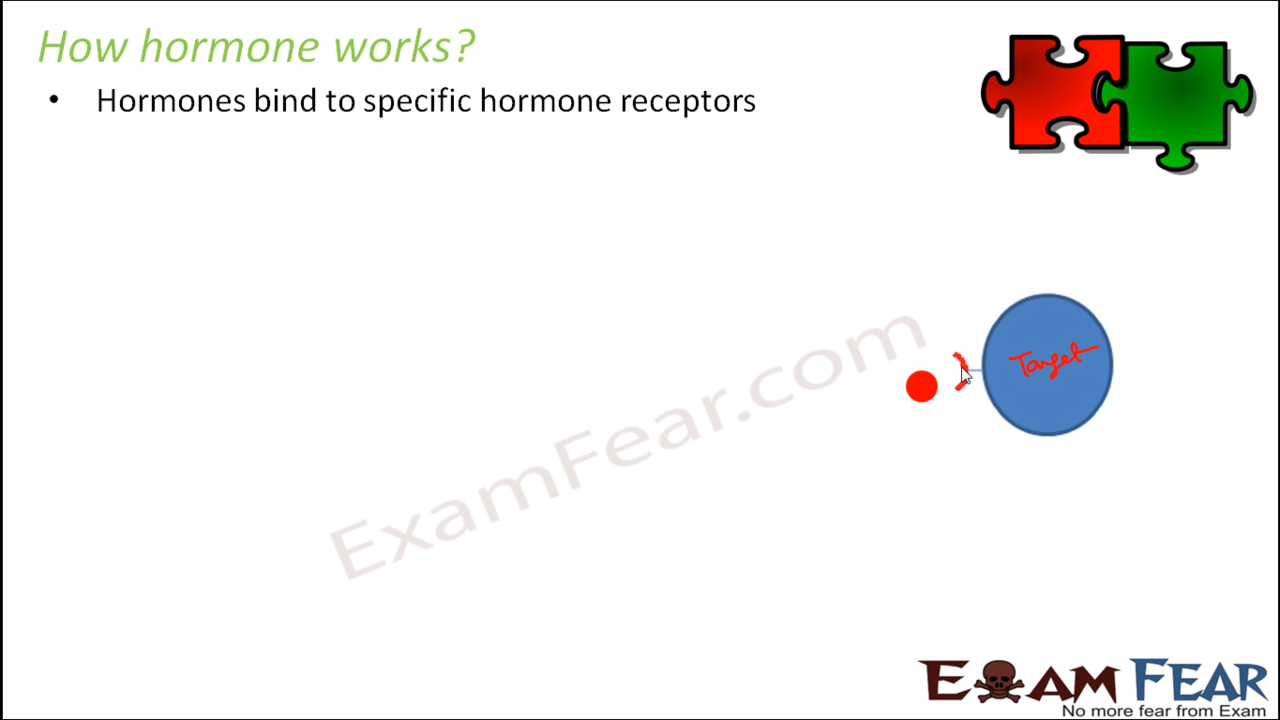 How hormone works?
• Hormones bind to specific hormone receptors
Target
ExamFear.com
EXAM FEAR
No more fear from Exam